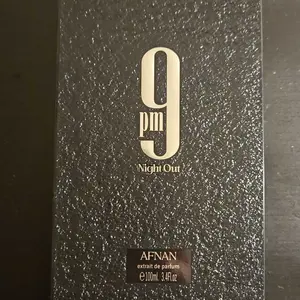 9
pm
Night Out
AFNAN
extrait de parfum
℮100ml. 3.4Fl.oz